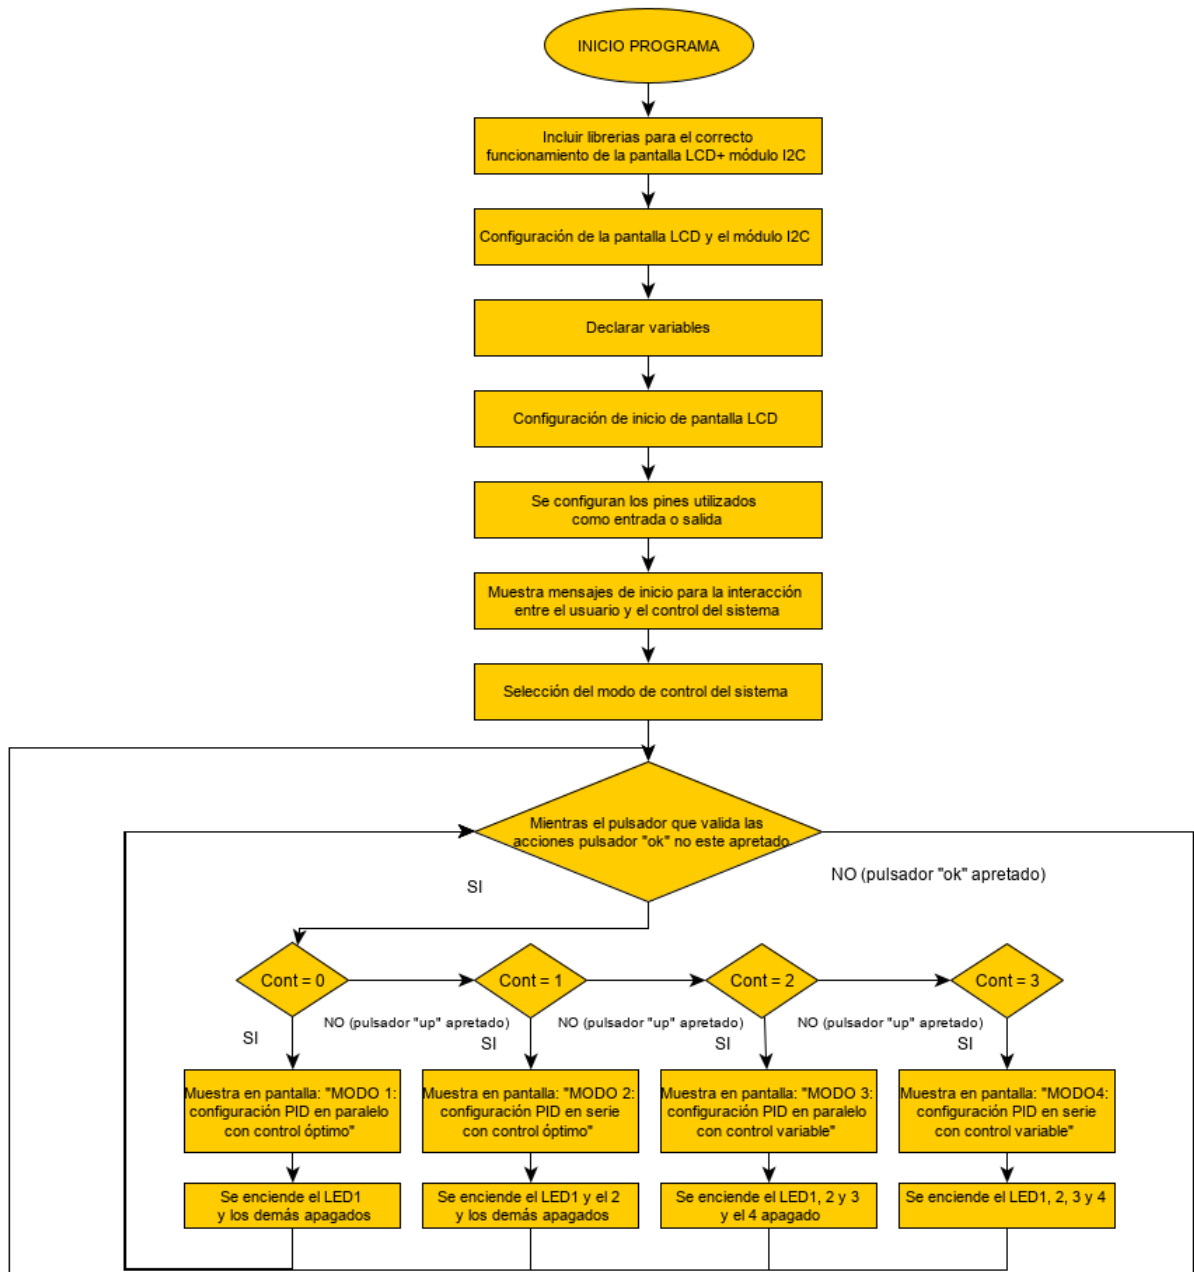 INICIO PROGRAMA
Incluir librerias para el correcto
funcionamiento de la pantalla LCD+ módulo I2C
Configuración de la pantalla LCD y el módulo I2C
Declarar variables
Configuración de inicio de pantalla LCD
Se configuran los pines utilizados
como entrada o salida
Muestra mensajes de inicio para la interacción
entre el usuario y el control del sistema
Selección del modo de control del sistema
Mientras el pulsador que valida las
acciones pulsador "ok" no este apretado
SI
NO (pulsador "ok" apretado)
Cont = 0
Cont = 1
Cont = 2
Cont = 3
SI
NO (pulsador "up" apretado)
SI
NO (pulsador "up" apretado)
SI
NO (pulsador "up" apretado)
SI
Muestra en pantalla: "MODO 1:
configuración PID en paralelo
con control óptimo"
Muestra en pantalla: "MODO 2:
configuración PID en serie
con control óptimo"
Muestra en pantalla: "MODO 3:
configuración PID en paralelo
con control variable"
Muestra en pantalla: "MODO4:
configuración PID en serie
con control variable"
Se enciende el LED1
y los demás apagados
Se enciende el LED1 y el 2
y los demás apagados
Se enciende el LED1, 2 y 3
y el 4 apagado
Se enciende el LED1, 2, 3 y 4